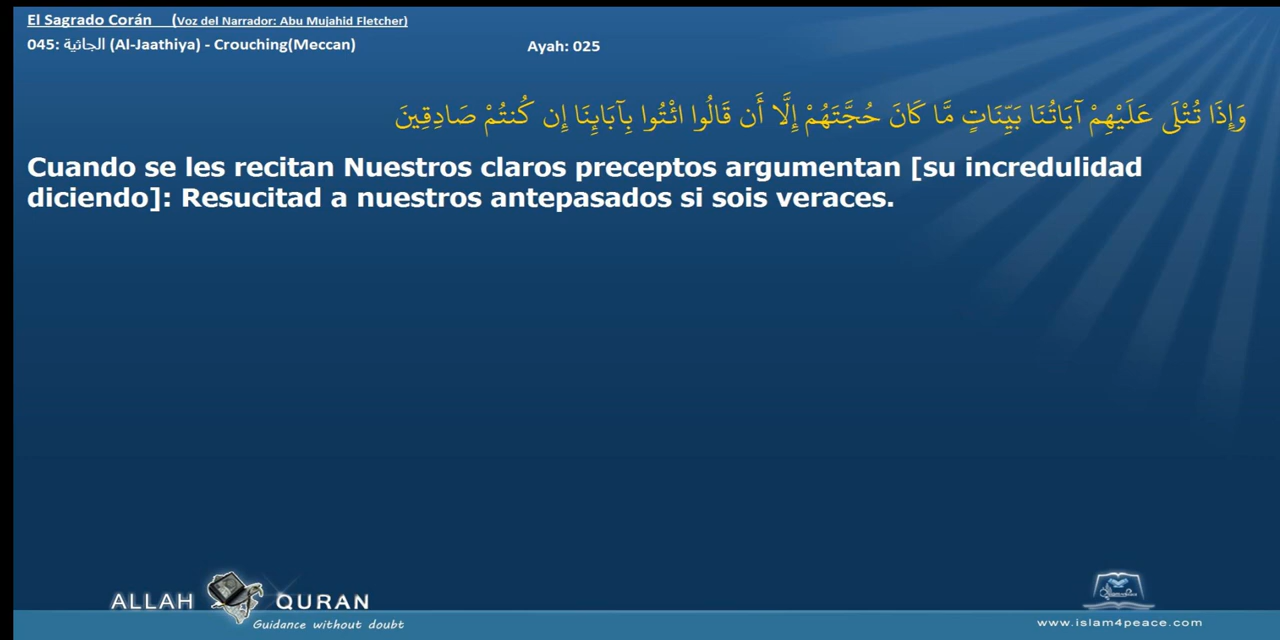 El Sagrado Corán (Voz del Narrador: Abu Mujahid Fletcher)
045: الجاثية (Al-Jaathiya) - Crouching(Meccan) Ayah: 025
وَإِذَا تُتْلَى عَلَيْهِمْ آيَاتُنَا بَيِّنَاتٍ مَّا كَانَ حُجَّتَهُمْ إِلَّا أَن قَالُوا ائْتُوا بِآبَائِنَا إِن كُنتُمْ صَادِقِينَ
Cuando se les recitan Nuestros claros preceptos argumentan [su incredulidad
diciendo]: Resucitad a nuestros antepasados si sois veraces.
ALLAH QURAN
Guidance without doubt
www.islam4peace.com